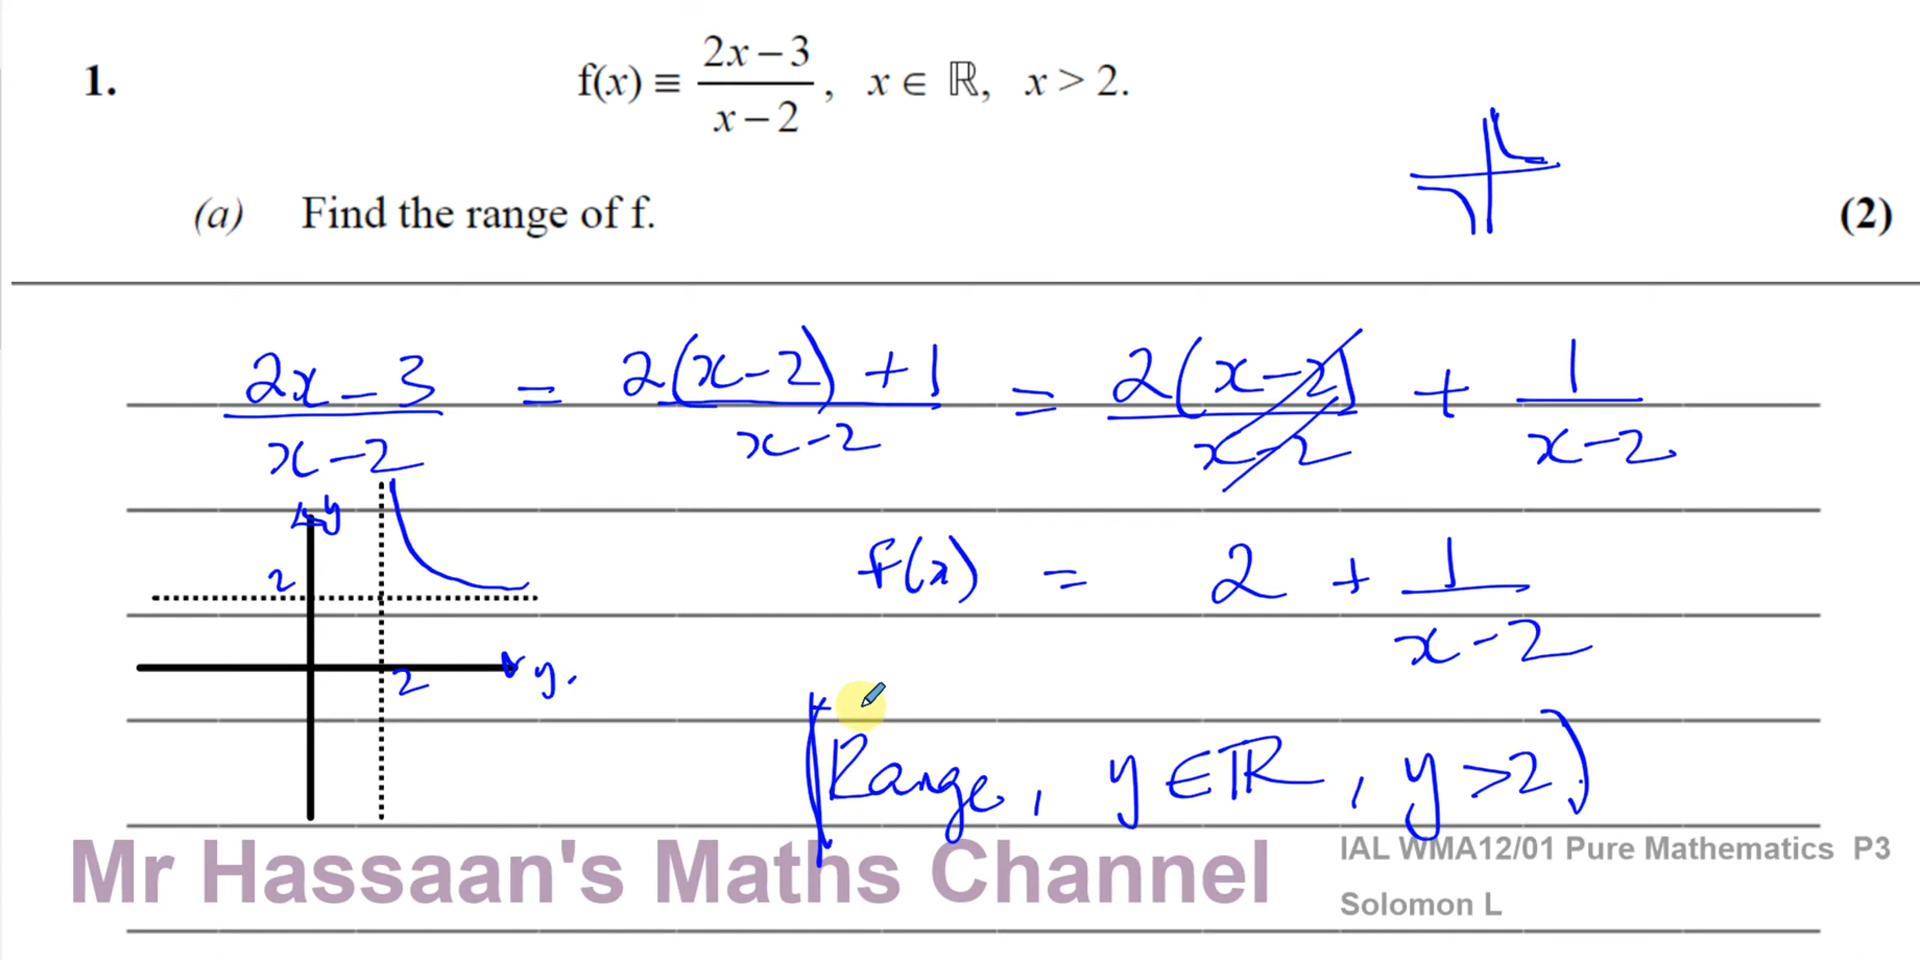 1. f(x) ≡ (2x – 3)/(x – 2), x ∈ ℝ, x > 2.
(a) Find the range of f. (2)
(2x – 3)/(x – 2) = (2(x – 2) + 1)/(x – 2) = (2(x – 2))/(x – 2) + 1/(x – 2)
y
2
f(x) = 2 + 1/(x – 2)
2 y.
Range, y ∈ ℝ, y > 2
Mr Hassaan's Maths Channel
IAL WMA12/01 Pure Mathematics P3
Solomon L